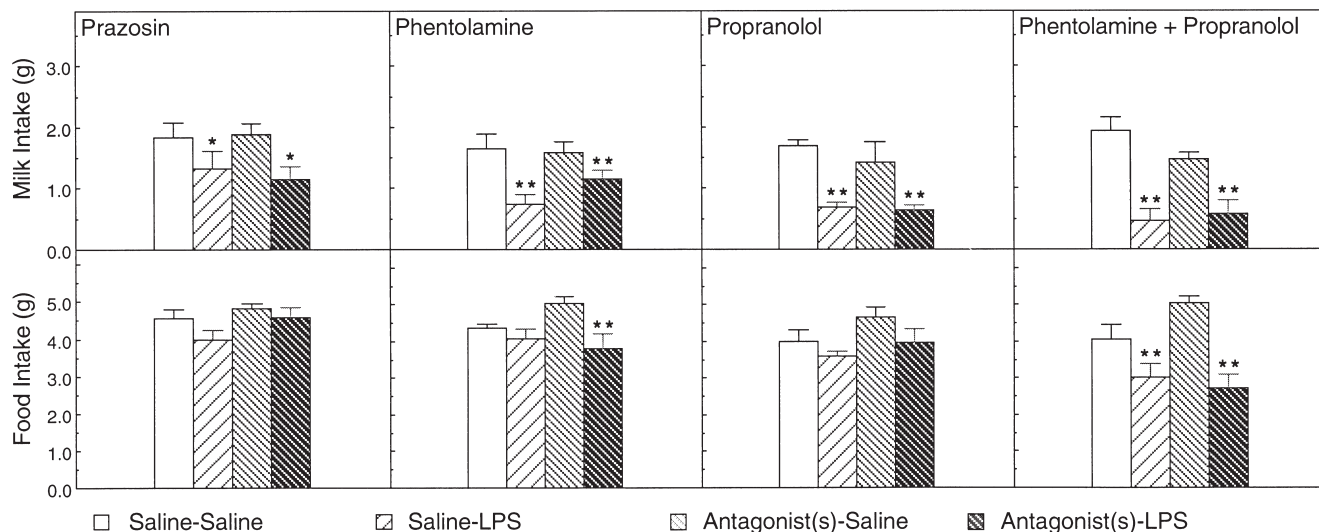 Prazosin Phentolamine Propranolol Phentolamine + Propranolol
Milk Intake (g)
3.0
2.0
1.0
0.0
* * ** ** ** ** ** **
Food Intake (g)
5.0
4.0
3.0
2.0
1.0
0.0
** ** **
Saline-Saline Saline-LPS Antagonist(s)-Saline Antagonist(s)-LPS